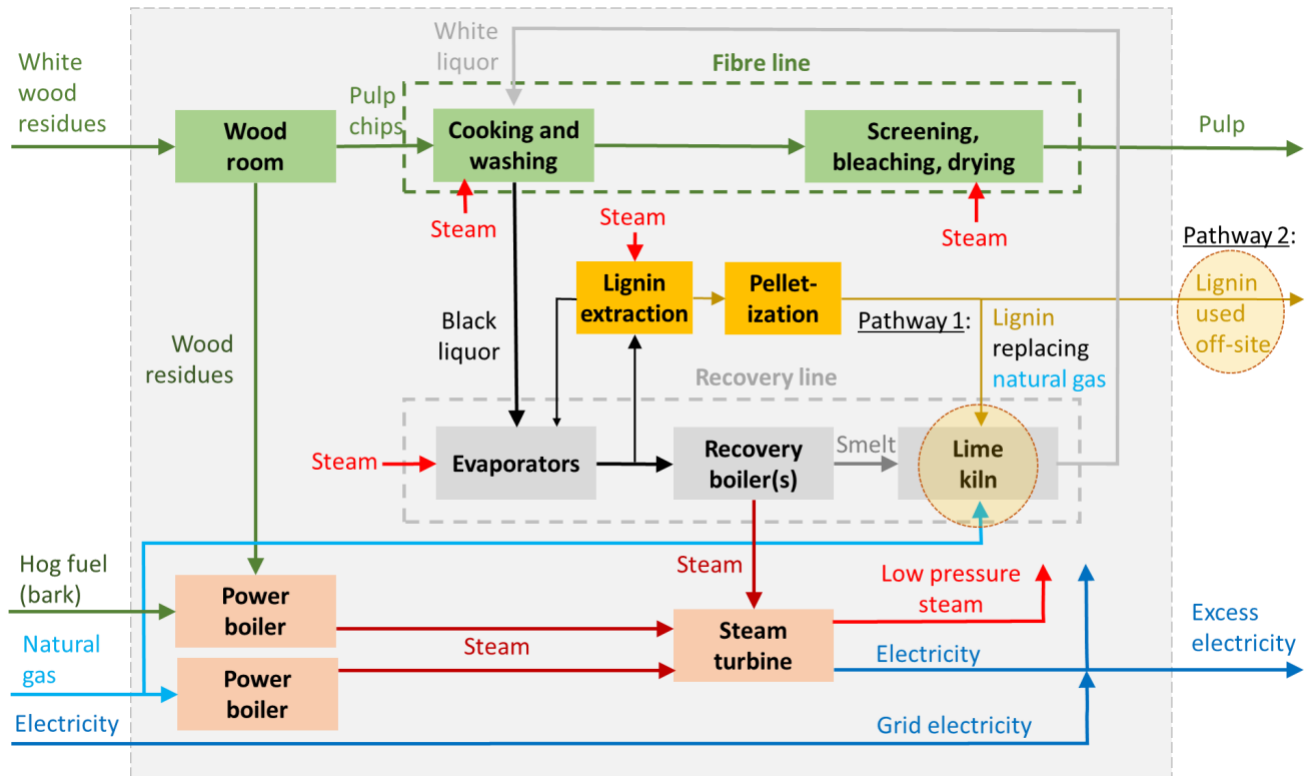 White
liquor
Fibre line
White
wood
residues
Pulp
chips
Wood
room
Cooking and
washing
Screening,
bleaching, drying
Pulp
Steam
Steam
Steam
Pathway 2:
Lignin
extraction
Pellet-
ization
Lignin
used
off-site
Pathway 1:
Lignin
replacing
natural gas
Black
liquor
Wood
residues
Recovery line
Steam
Evaporators
Recovery
boiler(s)
Smelt
Lime
kiln
Hog fuel
(bark)
Power
boiler
Steam
Low pressure
steam
Steam
Steam
turbine
Excess
electricity
Natural
gas
Power
boiler
Electricity
Electricity
Grid electricity